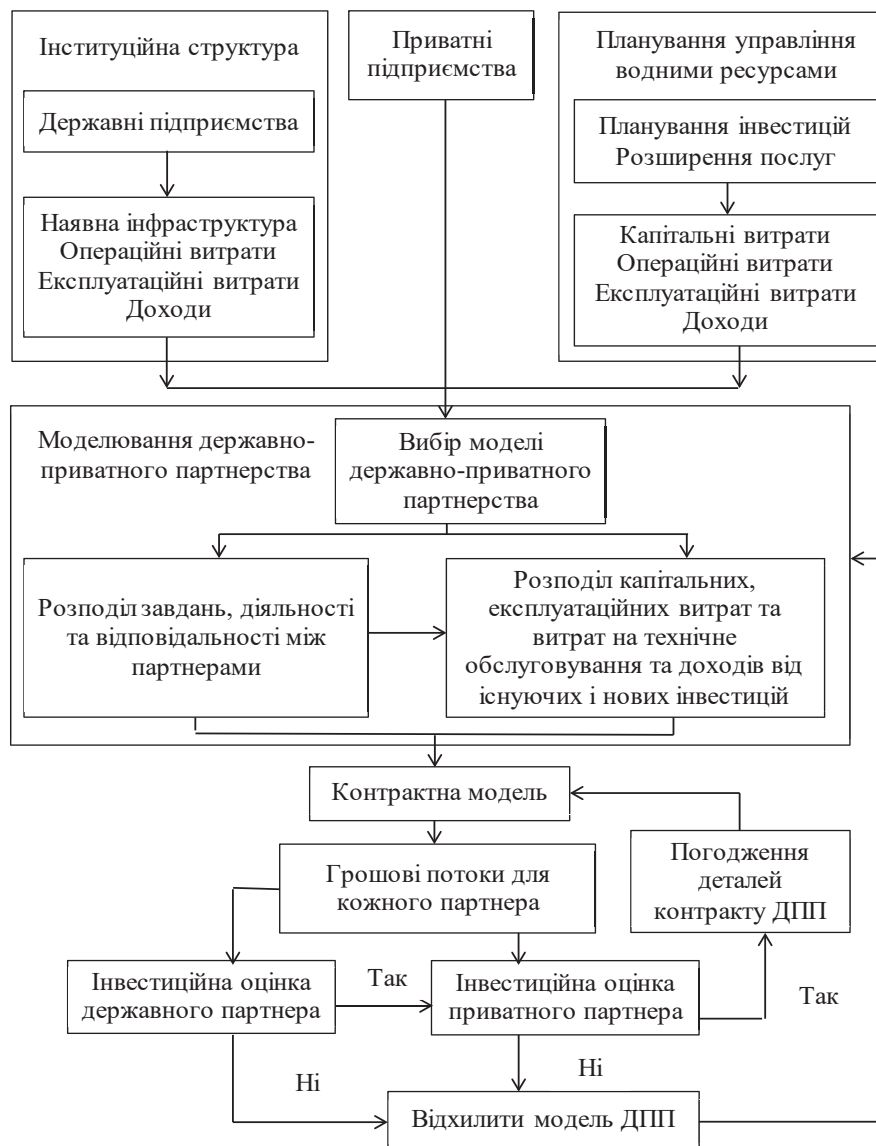 Інституційна структура
Державні підприємства
Наявна інфраструктура
Операційні витрати
Експлуатаційні витрати
Доходи
Приватні
підприємства
Планування управління
водними ресурсами
Планування інвестицій
Розширення послуг
Капітальні витрати
Операційні витрати
Експлуатаційні витрати
Доходи
Моделювання державно-
приватного партнерства
Вибір моделі
державно-приватного
партнерства
Розподіл завдань, діяльності
та відповідальності між
партнерами
Розподіл капітальних,
експлуатаційних витрат та
витрат на технічне
обслуговування та доходів від
існуючих і нових інвестицій
Контрактна модель
Грошові потоки для
кожного партнера
Погодження
деталей
контракту ДПП
Інвестиційна оцінка
державного партнера
Так
Інвестиційна оцінка
приватного партнера
Так
Ні
Ні
Відхилити модель ДПП